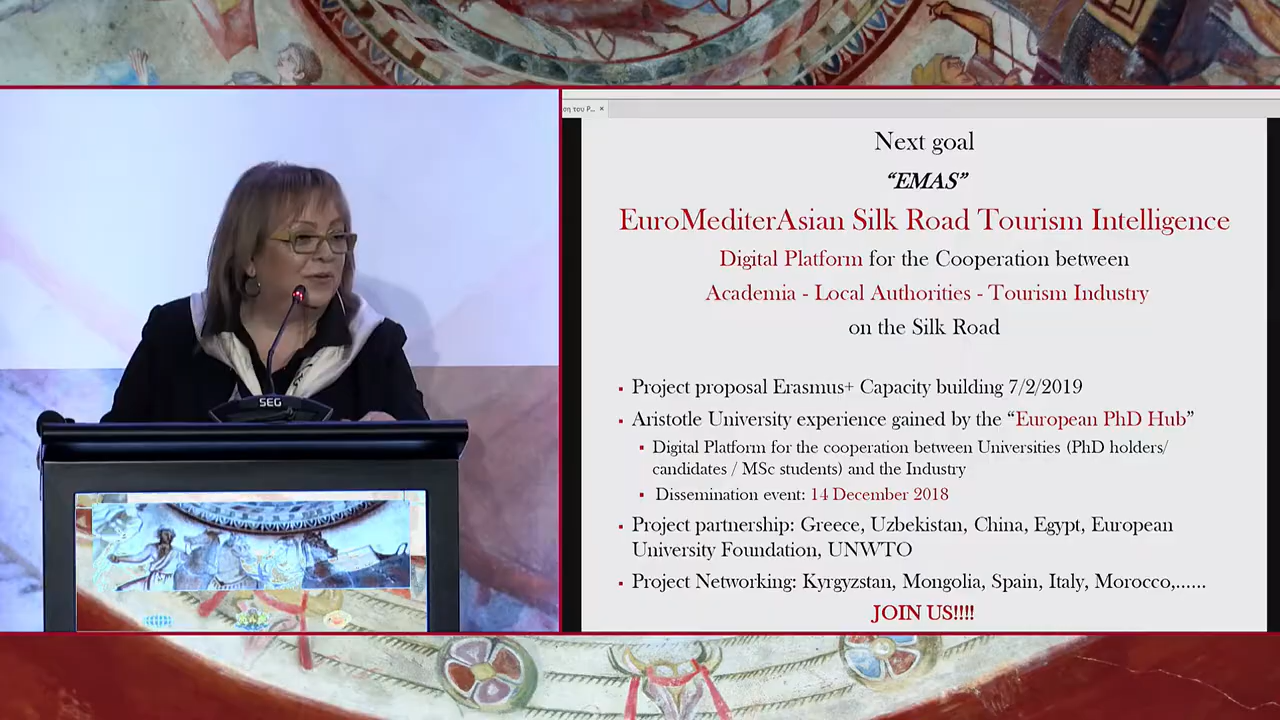 ση του Ρ...
Next goal
“EMAS”
EuroMediterAsian Silk Road Tourism Intelligence
Digital Platform for the Cooperation between
Academia - Local Authorities - Tourism Industry
on the Silk Road
Project proposal Erasmus+ Capacity building 7/2/2019
Aristotle University experience gained by the “European PhD Hub”
Digital Platform for the cooperation between Universities (PhD holders/
candidates / MSc students) and the Industry
Dissemination event: 14 December 2018
Project partnership: Greece, Uzbekistan, China, Egypt, European
University Foundation, UNWTO
Project Networking: Kyrgyzstan, Mongolia, Spain, Italy, Morocco,......
JOIN US!!!!
SEG